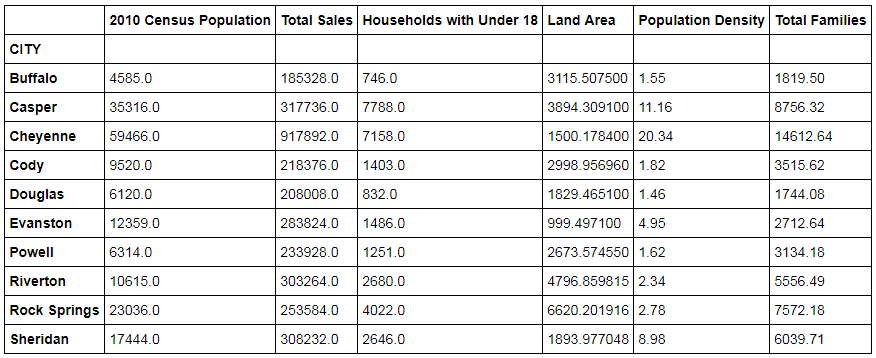 2010 Census Population Total Sales Households with Under 18 Land Area Population Density Total Families
CITY
Buffalo 4585.0 185328.0 746.0 3115.507500 1.55 1819.50
Casper 35316.0 317736.0 7788.0 3894.309100 11.16 8756.32
Cheyenne 59466.0 917892.0 7158.0 1500.178400 20.34 14612.64
Cody 9520.0 218376.0 1403.0 2998.956960 1.82 3515.62
Douglas 6120.0 208008.0 832.0 1829.465100 1.46 1744.08
Evanston 12359.0 283824.0 1486.0 999.497100 4.95 2712.64
Powell 6314.0 233928.0 1251.0 2673.574550 1.62 3134.18
Riverton 10615.0 303264.0 2680.0 4796.859815 2.34 5556.49
Rock Springs 23036.0 253584.0 4022.0 6620.201916 2.78 7572.18
Sheridan 17444.0 308232.0 2646.0 1893.977048 8.98 6039.71